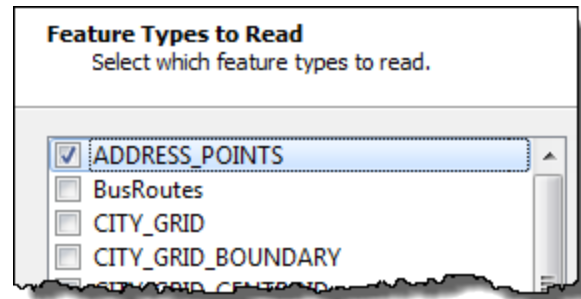 Feature Types to Read
Select which feature types to read.
ADDRESS_POINTS
BusRoutes
CITY_GRID
CITY_GRID_BOUNDARY